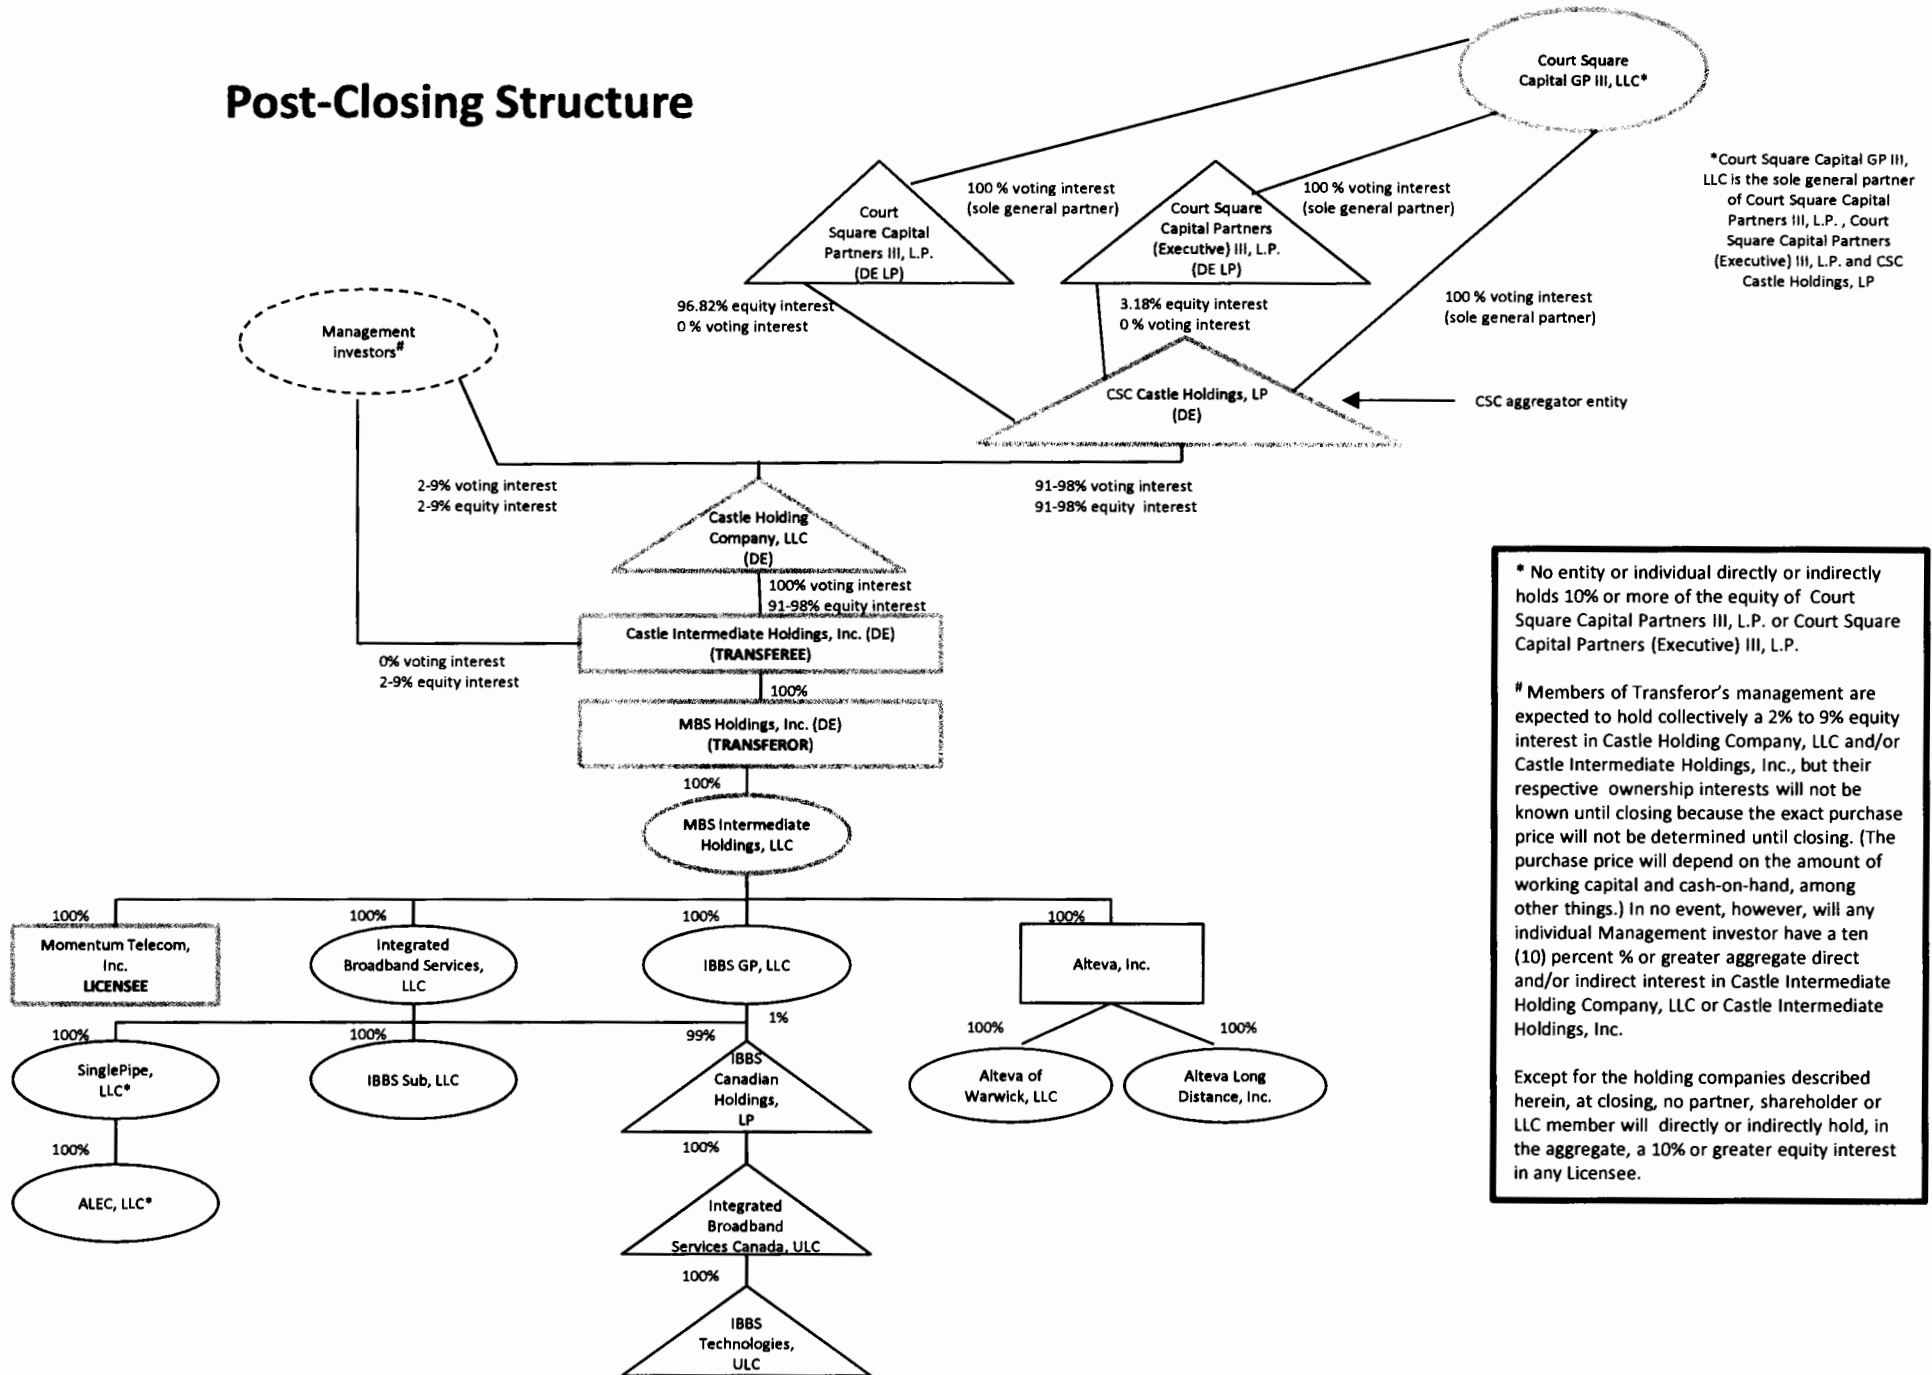 Post-Closing Structure
Court Square
Capital GP III, LLC*
*Court Square Capital GP III,
LLC is the sole general partner
of Court Square Capital
Partners III, L.P. , Court
Square Capital Partners
(Executive) III, L.P. and CSC
Castle Holdings, LP
100 % voting interest
(sole general partner)
100 % voting interest
(sole general partner)
Court
Square Capital
Partners III, L.P.
(DE LP)
Court Square
Capital Partners
(Executive) III, L.P.
(DE LP)
96.82% equity interest
0 % voting interest
3.18% equity interest
0 % voting interest
100 % voting interest
(sole general partner)
Management
investors#
CSC Castle Holdings, LP
(DE)
CSC aggregator entity
2-9% voting interest
2-9% equity interest
91-98% voting interest
91-98% equity interest
Castle Holding
Company, LLC
(DE)
100% voting interest
91-98% equity interest
Castle Intermediate Holdings, Inc. (DE)
(TRANSFEREE)
0% voting interest
2-9% equity interest
100%
MBS Holdings, Inc. (DE)
(TRANSFEROR)
100%
MBS Intermediate
Holdings, LLC
100%
100%
100%
100%
Momentum Telecom,
Inc.
LICENSEE
Integrated
Broadband Services,
LLC
IBBS GP, LLC
Alteva, Inc.
1%
100%
100%
99%
100%
100%
SinglePipe,
LLC*
IBBS Sub, LLC
IBBS
Canadian
Holdings,
LP
Alteva of
Warwick, LLC
Alteva Long
Distance, Inc.
100%
100%
ALEC, LLC*
Integrated
Broadband
Services Canada, ULC
100%
IBBS
Technologies,
ULC
* No entity or individual directly or indirectly
holds 10% or more of the equity of Court
Square Capital Partners III, L.P. or Court Square
Capital Partners (Executive) III, L.P.
# Members of Transferor's management are
expected to hold collectively a 2% to 9% equity
interest in Castle Holding Company, LLC and/or
Castle Intermediate Holdings, Inc., but their
respective ownership interests will not be
known until closing because the exact purchase
price will not be determined until closing. (The
purchase price will depend on the amount of
working capital and cash-on-hand, among
other things.) In no event, however, will any
individual Management investor have a ten
(10) percent % or greater aggregate direct
and/or indirect interest in Castle Intermediate
Holding Company, LLC or Castle Intermediate
Holdings, Inc.
Except for the holding companies described
herein, at closing, no partner, shareholder or
LLC member will directly or indirectly hold, in
the aggregate, a 10% or greater equity interest
in any Licensee.